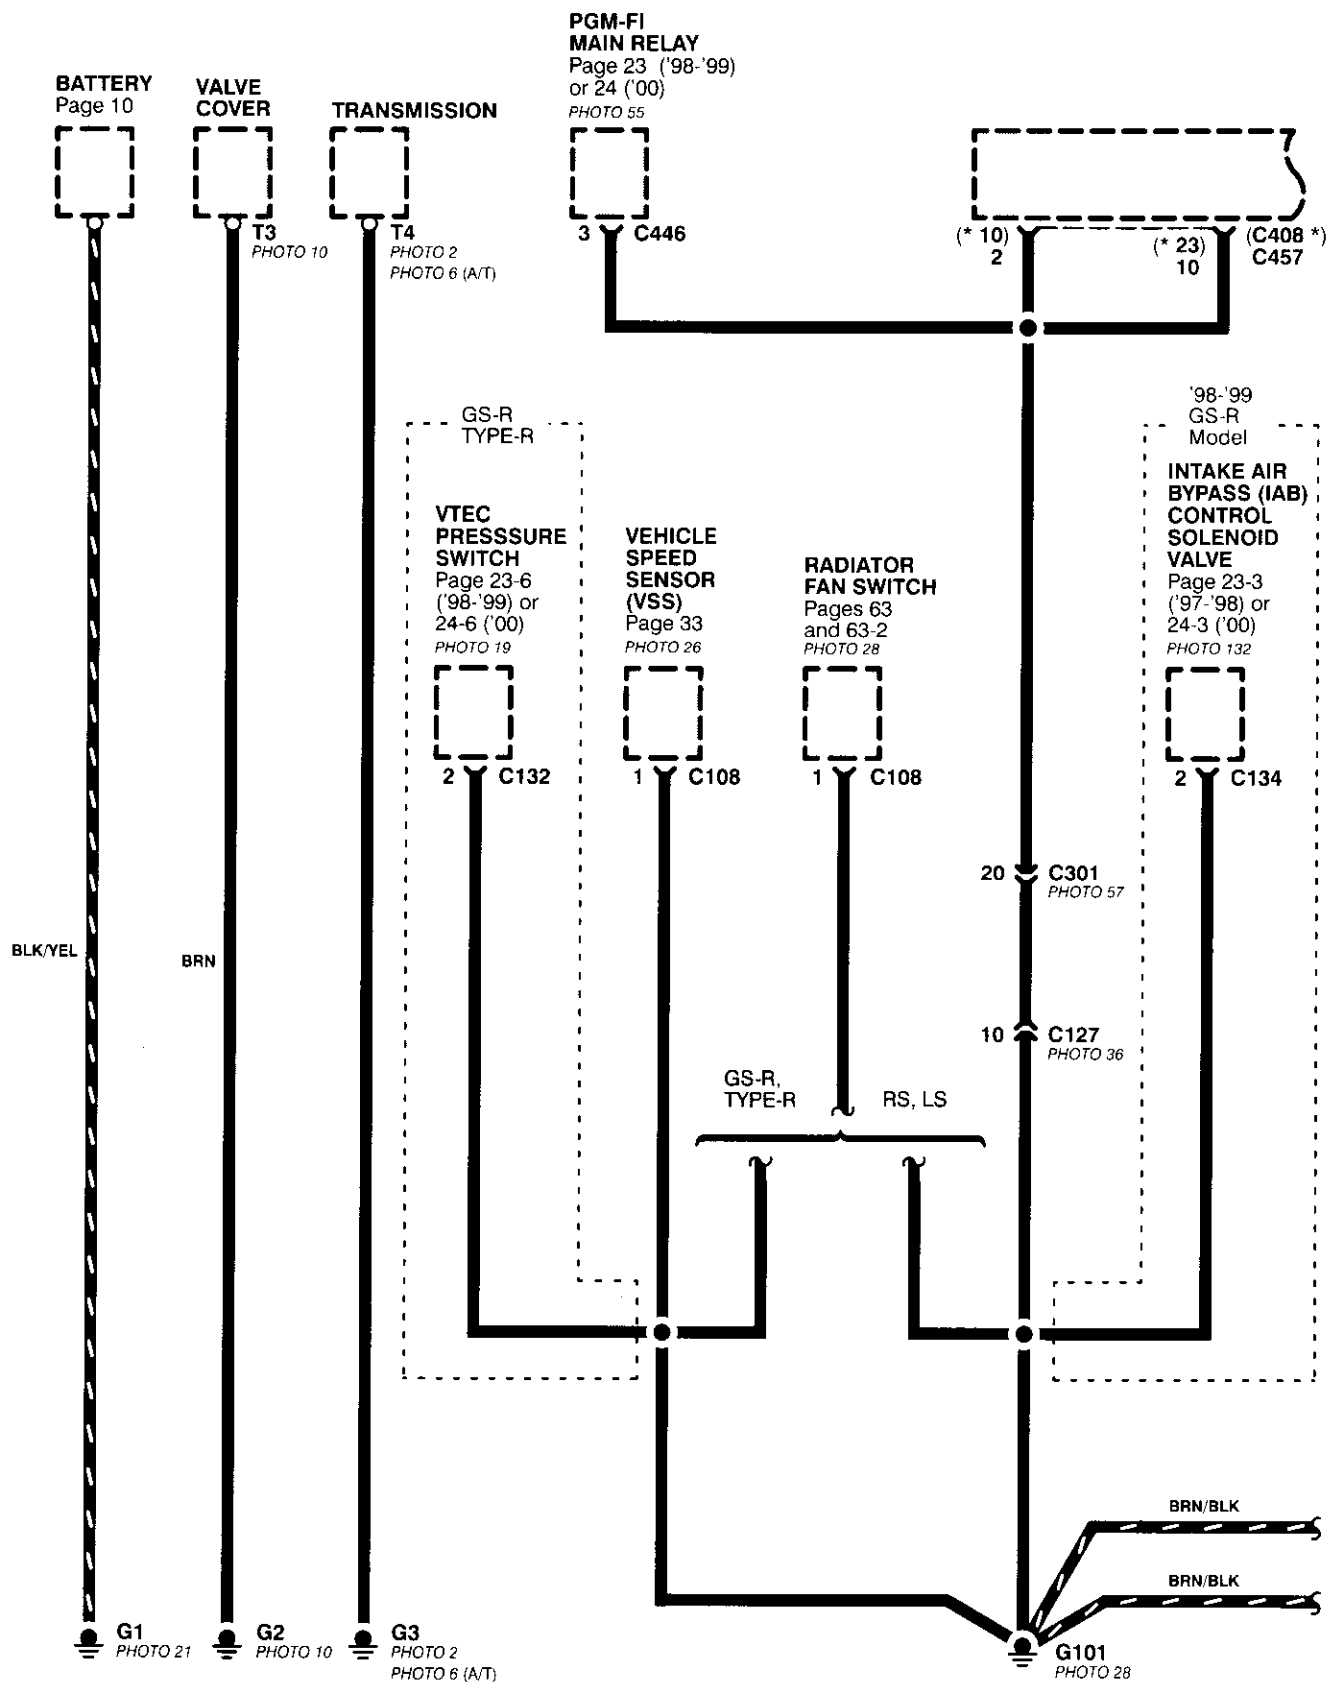 PGM-FI
MAIN RELAY
Page 23 ('98-'99)
or 24 ('00)
PHOTO 55
BATTERY
Page 10
VALVE
COVER
TRANSMISSION
T3
PHOTO 10
T4
PHOTO 2
PHOTO 6 (A/T)
3 C446
(* 10)
2
(* 23)
10
(C408 *)
C457
GS-R
TYPE-R
'98-'99
GS-R
Model
VTEC
PRESSSURE
SWITCH
Page 23-6
('98-'99) or
24-6 ('00)
PHOTO 19
VEHICLE
SPEED
SENSOR
(VSS)
Page 33
PHOTO 26
RADIATOR
FAN SWITCH
Pages 63
and 63-2
PHOTO 28
INTAKE AIR
BYPASS (IAB)
CONTROL
SOLENOID
VALVE
Page 23-3
('97-'98) or
24-3 ('00)
PHOTO 132
2 C132
1 C108
1 C108
2 C134
20 C301
PHOTO 57
BLK/YEL
BRN
10 C127
PHOTO 36
GS-R,
TYPE-R
RS, LS
BRN/BLK
BRN/BLK
G1
PHOTO 21
G2
PHOTO 10
G3
PHOTO 2
PHOTO 6 (A/T)
G101
PHOTO 28